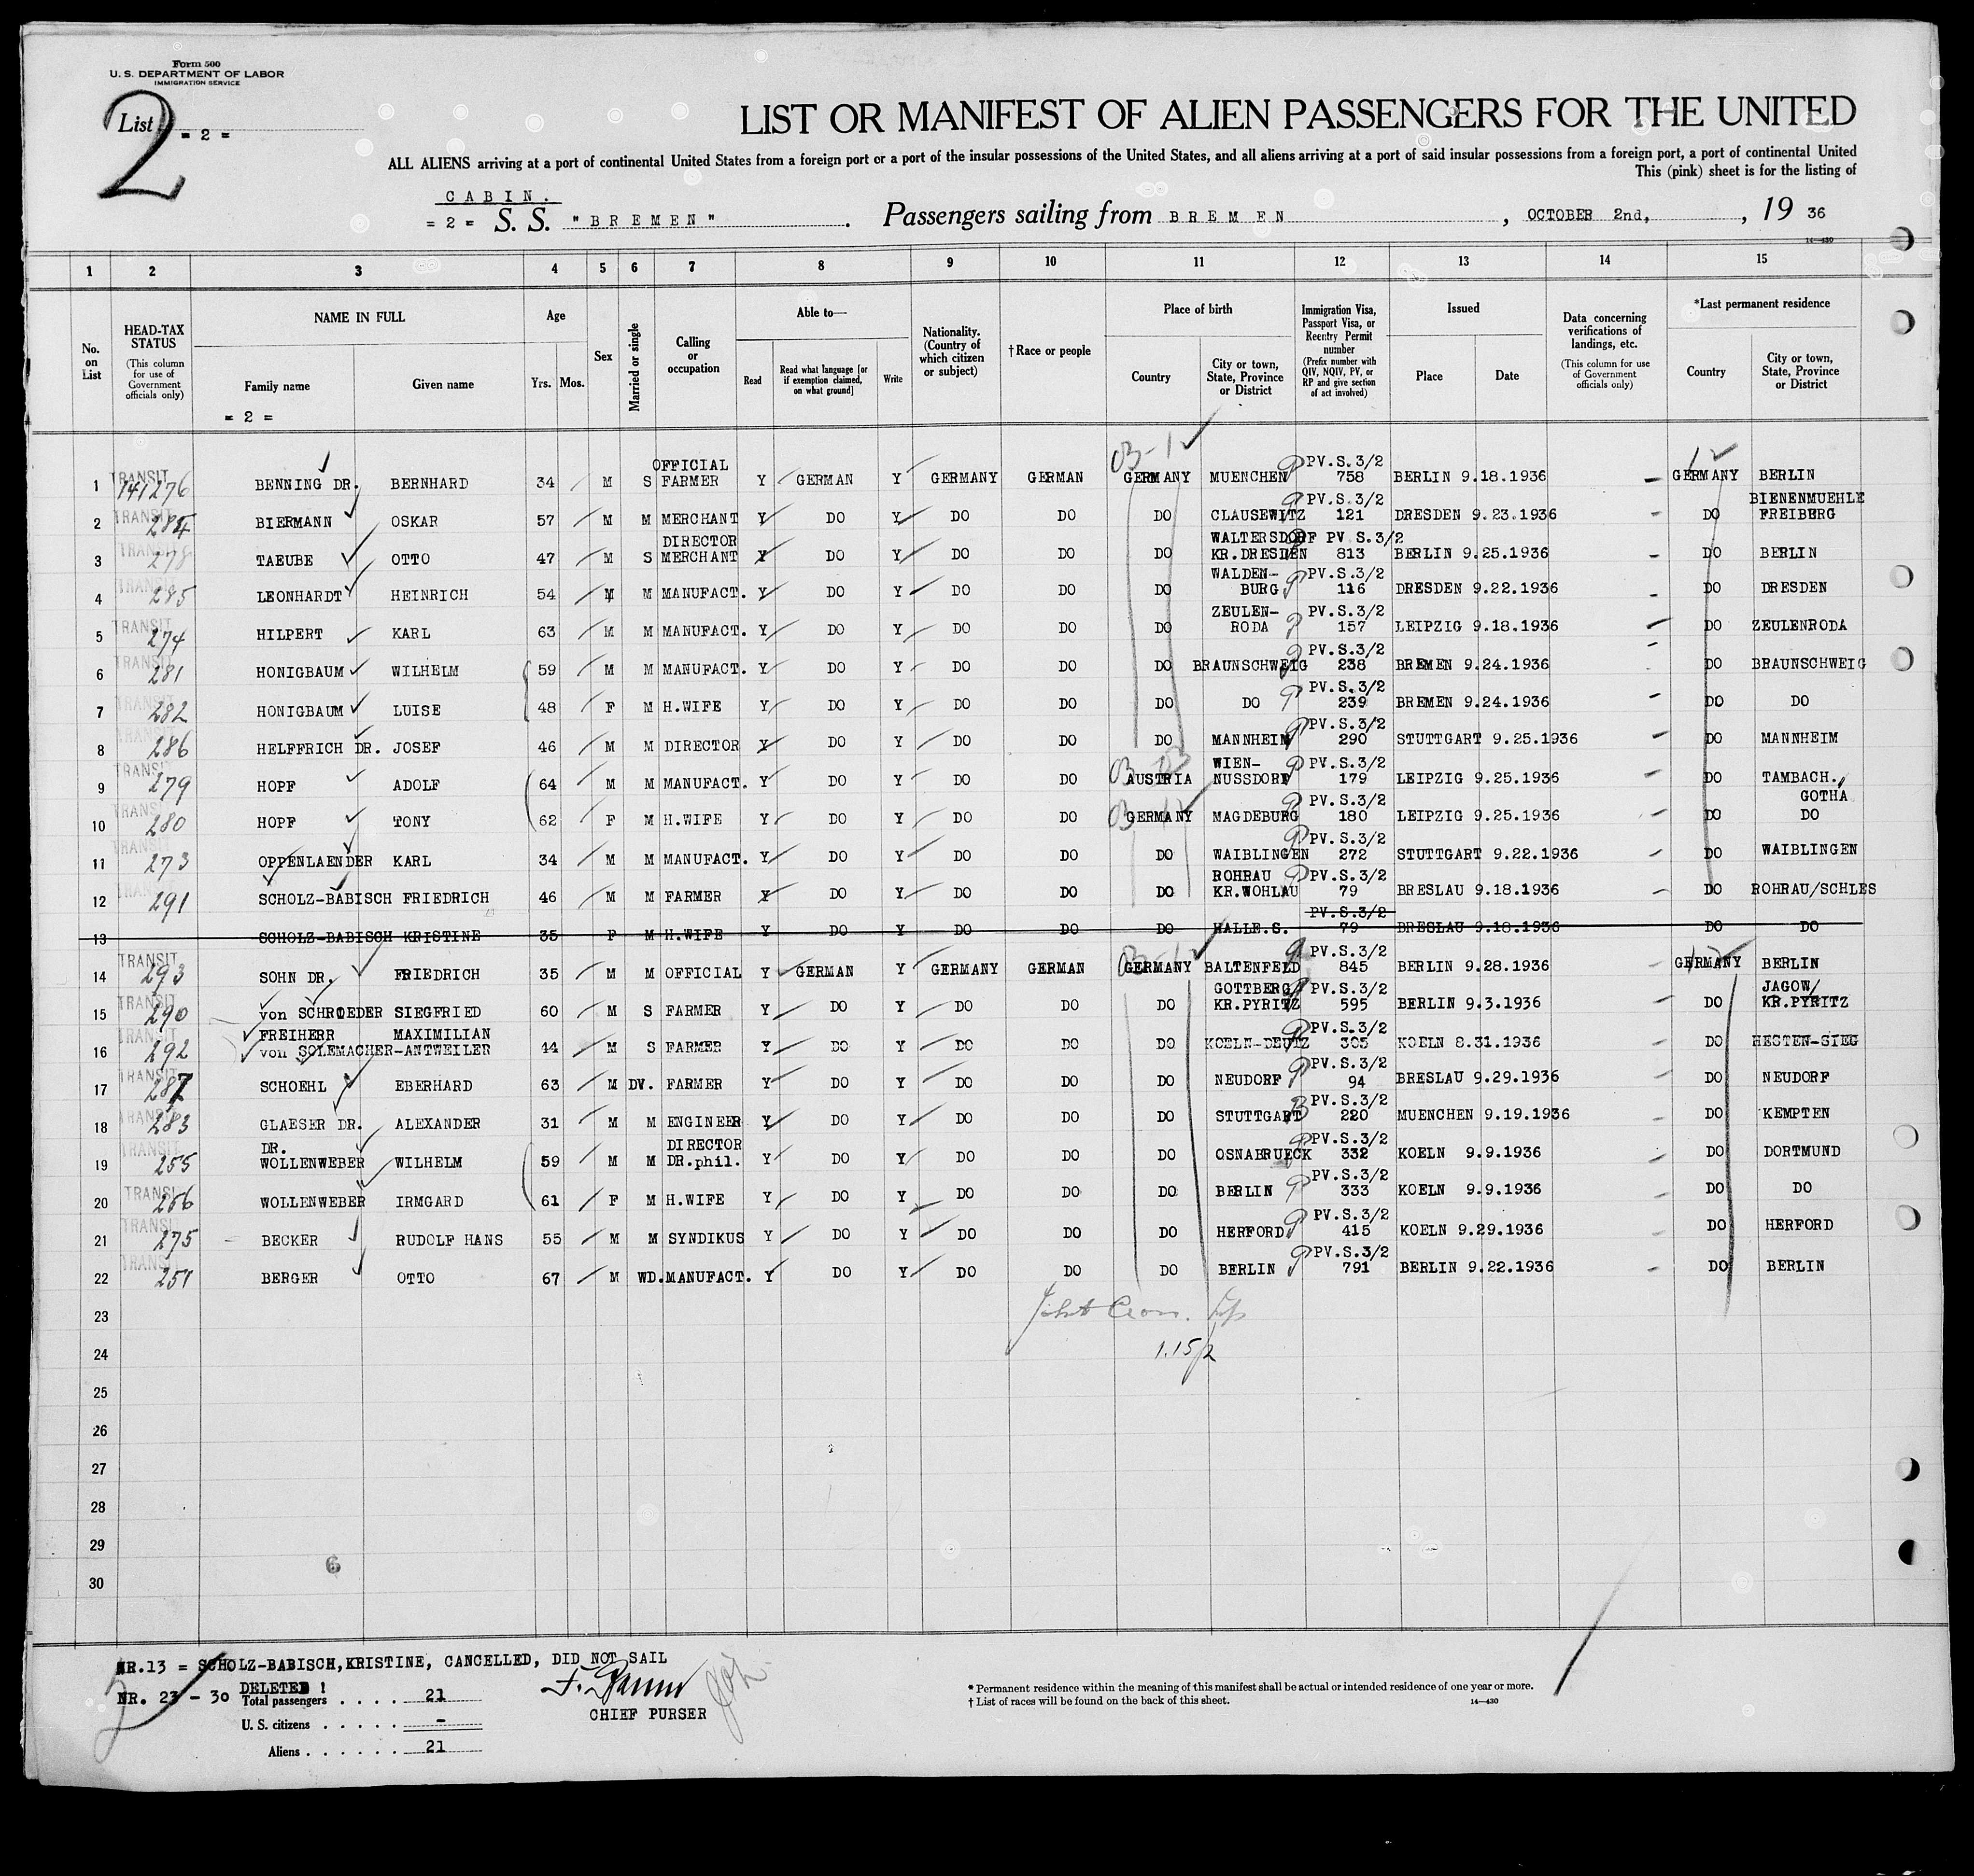 Form 500
U. S. DEPARTMENT OF LABOR
IMMIGRATION SERVICE
List = 2 =
2
LIST OR MANIFEST OF ALIEN PASSENGERS FOR THE UNITED
ALL ALIENS arriving at a port of continental United States from a foreign port or a port of the insular possessions of the United States, and all aliens arriving at a port of said insular possessions from a foreign port, a port of continental United
This (pink) sheet is for the listing of
CABIN.
= 2 = S. S. "BREMEN". Passengers sailing from BREMEN, OCTOBER 2nd, , 19 36
14—430
1 2 3 4 5 6 7 8 9 10 11 12 13 14 15
No. on List
HEAD-TAX STATUS
(This column for use of Government officials only)
NAME IN FULL
Family name
Given name
= 2 =
Age
Yrs. Mos.
Sex
Married or single
Calling or occupation
Able to—
Read
Read what language [or if exemption claimed, on what ground]
Write
Nationality. (Country of which citizen or subject)
† Race or people
Place of birth
Country
City or town, State, Province or District
Immigration Visa, Passport Visa, or Reentry Permit number
(Prefix number with QIV, NQIV, PV, or RP and give section of act involved)
Issued
Place
Date
Data concerning verifications of landings, etc.
(This column for use of Government officials only)
*Last permanent residence
Country
City or town, State, Province or District
03-1
TRANSIT OFFICIAL PV.S.3/2
1 141276 BENNING DR. BERNHARD 34 M S FARMER Y GERMAN Y GERMANY GERMAN GERMANY MUENCHEN 758 BERLIN 9.18.1936 GERMANY BERLIN
TRANSIT PV.S.3/2 BIENENMUEHLE
2 284 BIERMANN OSKAR 57 M M MERCHANT Y DO Y DO DO DO CLAUSEWITZ 121 DRESDEN 9.23.1936 DO FREIBERG
TRANSIT DIRECTOR WALTERSDORF PV S.3/2
3 278 TAEUBE OTTO 47 M S MERCHANT Y DO Y DO DO DO KR.DRESDEN 813 BERLIN 9.25.1936 DO BERLIN
TRANSIT WALDEN- PV.S.3/2
4 285 LEONHARDT HEINRICH 54 M M MANUFACT. Y DO Y DO DO DO BURG 116 DRESDEN 9.22.1936 DO DRESDEN
TRANSIT ZEULEN- PV.S.3/2
5 274 HILPERT KARL 63 M M MANUFACT. Y DO Y DO DO DO RODA 157 LEIPZIG 9.18.1936 DO ZEULENRODA
TRANSIT PV.S.3/2
6 281 HONIGBAUM WILHELM 59 M M MANUFACT. Y DO Y DO DO DO BRAUNSCHWEIG 238 BREMEN 9.24.1936 DO BRAUNSCHWEIG
TRANSIT PV.S.3/2
7 282 HONIGBAUM LUISE 48 F M H.WIFE Y DO Y DO DO DO DO 239 BREMEN 9.24.1936 DO DO
TRANSIT PV.S.3/2
8 286 HELFFRICH DR. JOSEF 46 M M DIRECTOR Y DO Y DO DO DO MANNHEIM 290 STUTTGART 9.25.1936 DO MANNHEIM
TRANSIT WIEN- PV.S.3/2
9 279 HOPF ADOLF 64 M M MANUFACT. Y DO Y DO DO AUSTRIA NUSSDORF 179 LEIPZIG 9.25.1936 DO TAMBACH.,
TRANSIT PV.S.3/2 GOTHA
10 280 HOPF TONY 62 F M H.WIFE Y DO Y DO DO GERMANY MAGDEBURG 180 LEIPZIG 9.25.1936 DO DO
TRANSIT PV.S.3/2
11 273 OPPENLAENDER KARL 34 M M MANUFACT. Y DO Y DO DO DO WAIBLINGEN 272 STUTTGART 9.22.1936 DO WAIBLINGEN
TRANSIT ROHRAU PV.S.3/2
12 291 SCHOLZ-BABISCH FRIEDRICH 46 M M FARMER Y DO Y DO DO DO KR.WOHLAU 79 BRESLAU 9.18.1936 DO ROHRAU/SCHLES
PV.S.3/2
13 SCHOLZ-BABISCH KRISTINE 35 F M H.WIFE Y DO Y DO DO DO HALLE.S. 79 BRESLAU 9.18.1936 DO DO
TRANSIT PV.S.3/2
14 293 SOHN DR. FRIEDRICH 35 M M OFFICIAL Y GERMAN Y GERMANY GERMAN GERMANY BALTENFELD 845 BERLIN 9.28.1936 GERMANY BERLIN
TRANSIT GOTTBERG PV.S.3/2 JAGOW/
15 290 von SCHROEDER SIEGFRIED 60 M S FARMER Y DO Y DO DO DO KR.PYRITZ 595 BERLIN 9.3.1936 DO KR.PYRITZ
TRANSIT FREIHERR MAXIMILIAN PV.S.3/2
16 292 von SOLEMACHER-ANTWEILER 44 M S FARMER Y DO Y DO DO DO KOELN-DEUTZ 305 KOELN 8.31.1936 DO HESTEN-SIEG
TRANSIT PV.S.3/2
17 287 SCHOEHL EBERHARD 63 M DV. FARMER Y DO Y DO DO DO NEUDORF 94 BRESLAU 9.29.1936 DO NEUDORF
TRANSIT PV.S.3/2
18 283 GLAESER DR. ALEXANDER 31 M M ENGINEER Y DO Y DO DO DO STUTTGART 220 MUENCHEN 9.19.1936 DO KEMPTEN
TRANSIT DR. DIRECTOR PV.S.3/2
19 255 WOLLENWEBER WILHELM 59 M M DR.phil. Y DO Y DO DO DO OSNABRUECK 332 KOELN 9.9.1936 DO DORTMUND
TRANSIT PV.S.3/2
20 256 WOLLENWEBER IRMGARD 61 F M H.WIFE Y DO Y DO DO DO BERLIN 333 KOELN 9.9.1936 DO DO
TRANSIT PV.S.3/2
21 275 BECKER RUDOLF HANS 55 M M SYNDIKUS Y DO Y DO DO DO HERFORD 415 KOELN 9.29.1936 DO HERFORD
TRANSIT PV.S.3/2
22 251 BERGER OTTO 67 M WD. MANUFACT. Y DO Y DO DO DO BERLIN 791 BERLIN 9.22.1936 DO BERLIN
23
24 1.15/2
25
26
27
28
29
6
30
NR.13 = SCHOLZ-BABISCH,KRISTINE, CANCELLED, DID NOT SAIL
NR. 23 - 30 DELETED !
Total passengers . . . . 21
U. S. citizens . . . . . -
Aliens . . . . . . 21
CHIEF PURSER
* Permanent residence within the meaning of this manifest shall be actual or intended residence of one year or more.
† List of races will be found on the back of this sheet.
14—430